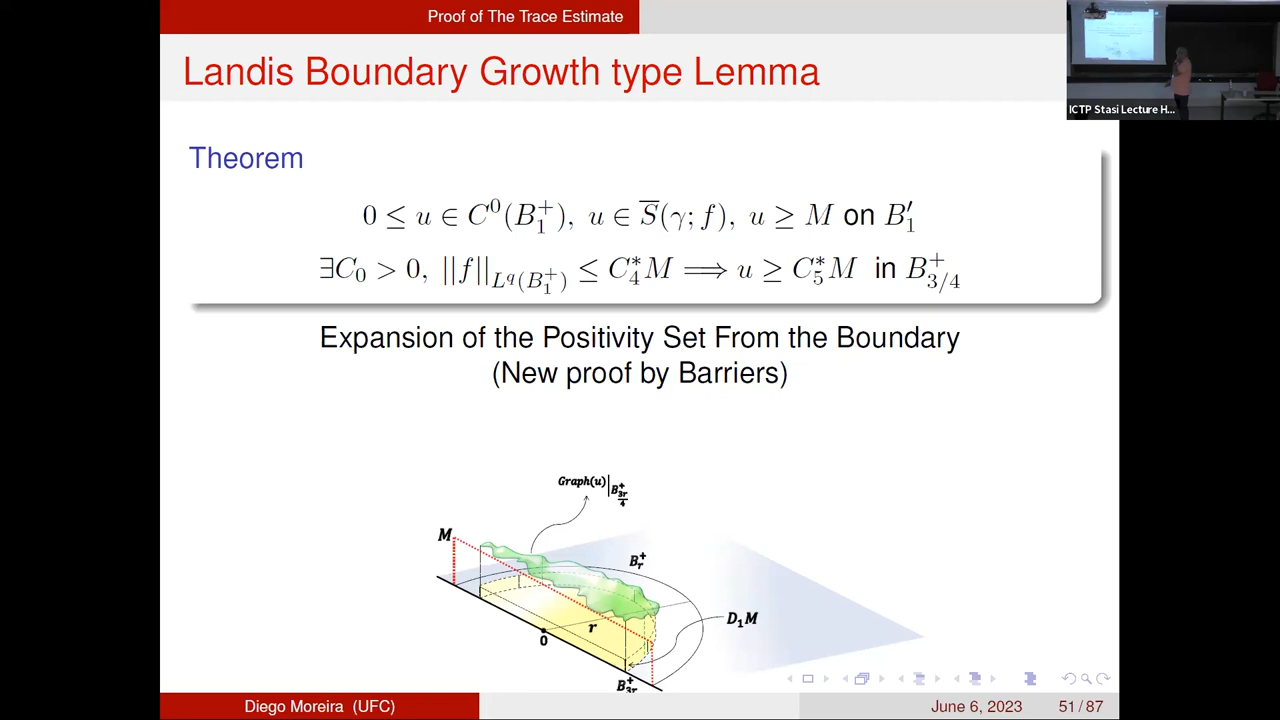 Proof of The Trace Estimate
Landis Boundary Growth type Lemma
ICTP Stasi Lecture H...
Theorem
0 ≤ u ∈ C⁰(B₁⁺), u ∈ S̅(γ; f), u ≥ M on B′₁
∃C₀ > 0, ||f||_{L^q(B₁⁺)} ≤ C₄*M ⟹ u ≥ C₅*M in B⁺_{3/4}
Expansion of the Positivity Set From the Boundary
(New proof by Barriers)
Graph(u)|_{B⁺_{3r/4}}
M
B_r⁺
D₁M
r
0
B⁺_{3r}
Diego Moreira (UFC)
June 6, 2023
51 / 87